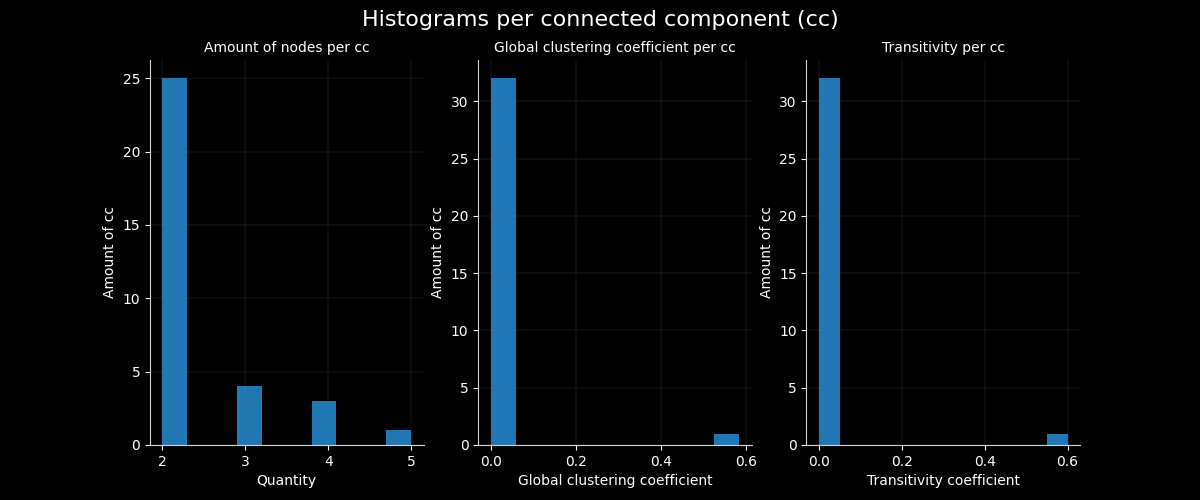 Histograms per connected component (cc)
Amount of nodes per cc
Amount of cc
25
20
15
10
5
0
2 3 4 5
Quantity
Global clustering coefficient per cc
Amount of cc
30
25
20
15
10
5
0
0.0 0.2 0.4 0.6
Global clustering coefficient
Transitivity per cc
Amount of cc
30
25
20
15
10
5
0
0.0 0.2 0.4 0.6
Transitivity coefficient